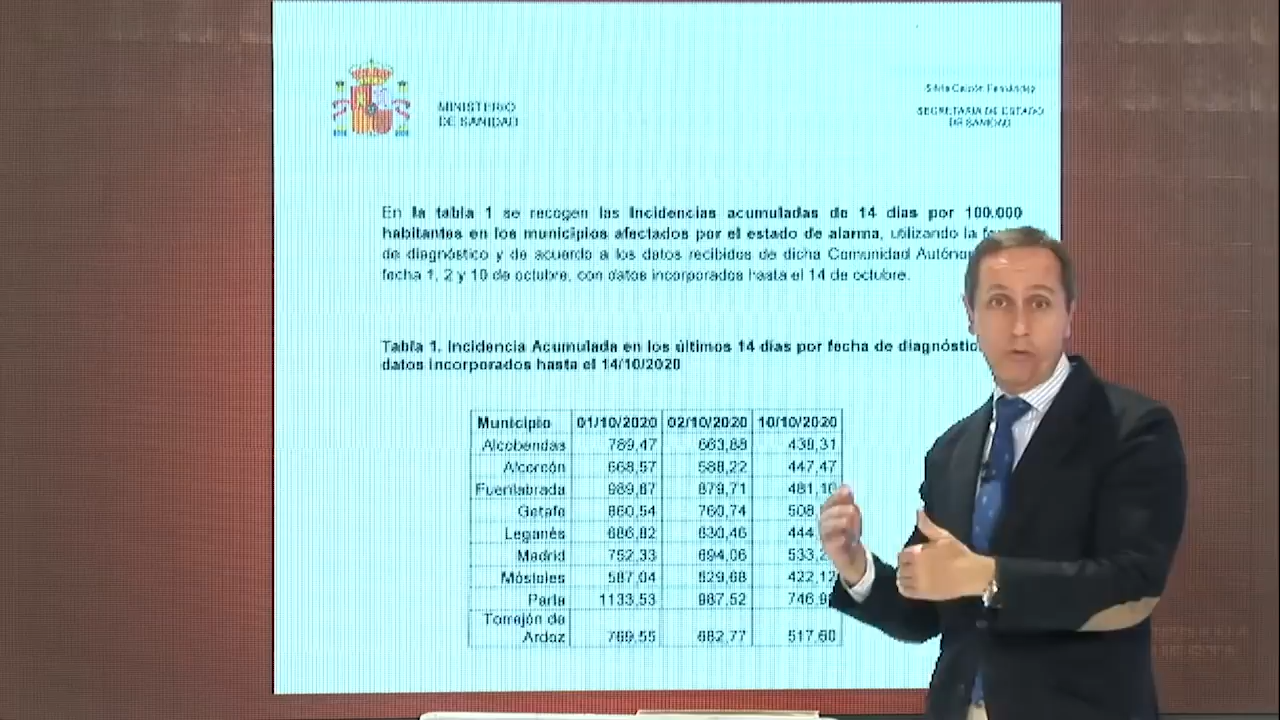 MINISTERIO
DE SANIDAD
SECRETARIA DE ESTADO
DE SANIDAD
En la tabla 1 se recogen las incidencias acumuladas de 14 días por 100.000
habitantes en los municipios afectados por el estado de alarma, utilizando la
de diagnóstico y de acuerdo a los datos recibidos de dicha Comunidad
fecha 1, 2 y 10 de octubre, con datos incorporados hasta el 14 de octubre.
Tabla 1. Incidencia Acumulada en los últimos 14 días por fecha de
datos incorporados hasta el 14/10/2020
Municipio 01/10/2020 02/10/2020 10/10/2020
Alcobendas 789,47 663,88 439,31
Alcorcón 668,57 588,22 447,47
Fuenlabrada 989,87 879,71
Getafe 860,54 760,74 508
Leganés 686,82 630,46 444
Madrid 752,33 694,06
Móstoles 587,04 529,68 422,12
Parla 1133,53 987,52
Torrejón de
Ardoz 769,55 682,77 517,60